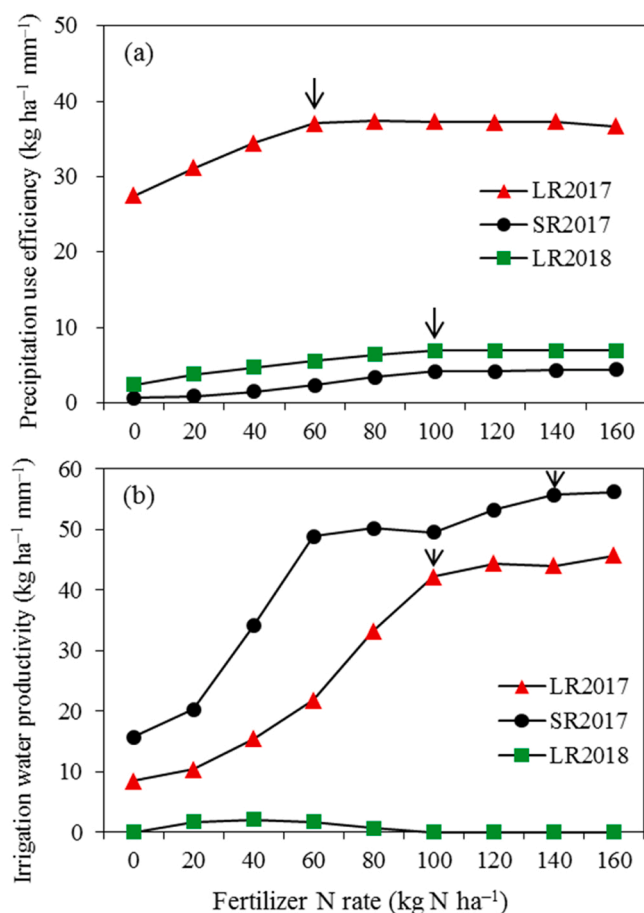 Precipitation use efficiency (kg ha⁻¹ mm⁻¹)
50
40
30
20
10
0
(a)
LR2017
SR2017
LR2018
0 20 40 60 80 100 120 140 160
Irrigation water productivity (kg ha⁻¹ mm⁻¹)
60
50
40
30
20
10
0
(b)
LR2017
SR2017
LR2018
0 20 40 60 80 100 120 140 160
Fertilizer N rate (kg N ha⁻¹)